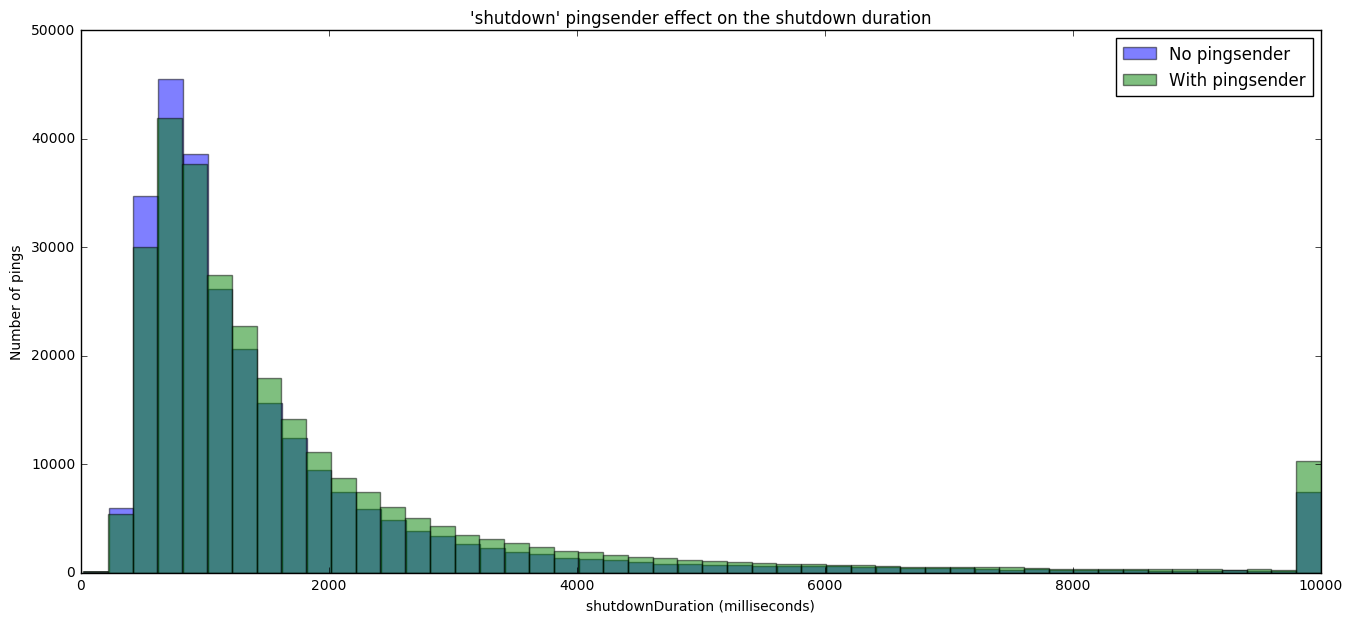 'shutdown' pingsender effect on the shutdown duration
50000
40000
30000
20000
10000
0
Number of pings
No pingsender
With pingsender
0 2000 4000 6000 8000 10000
shutdownDuration (milliseconds)